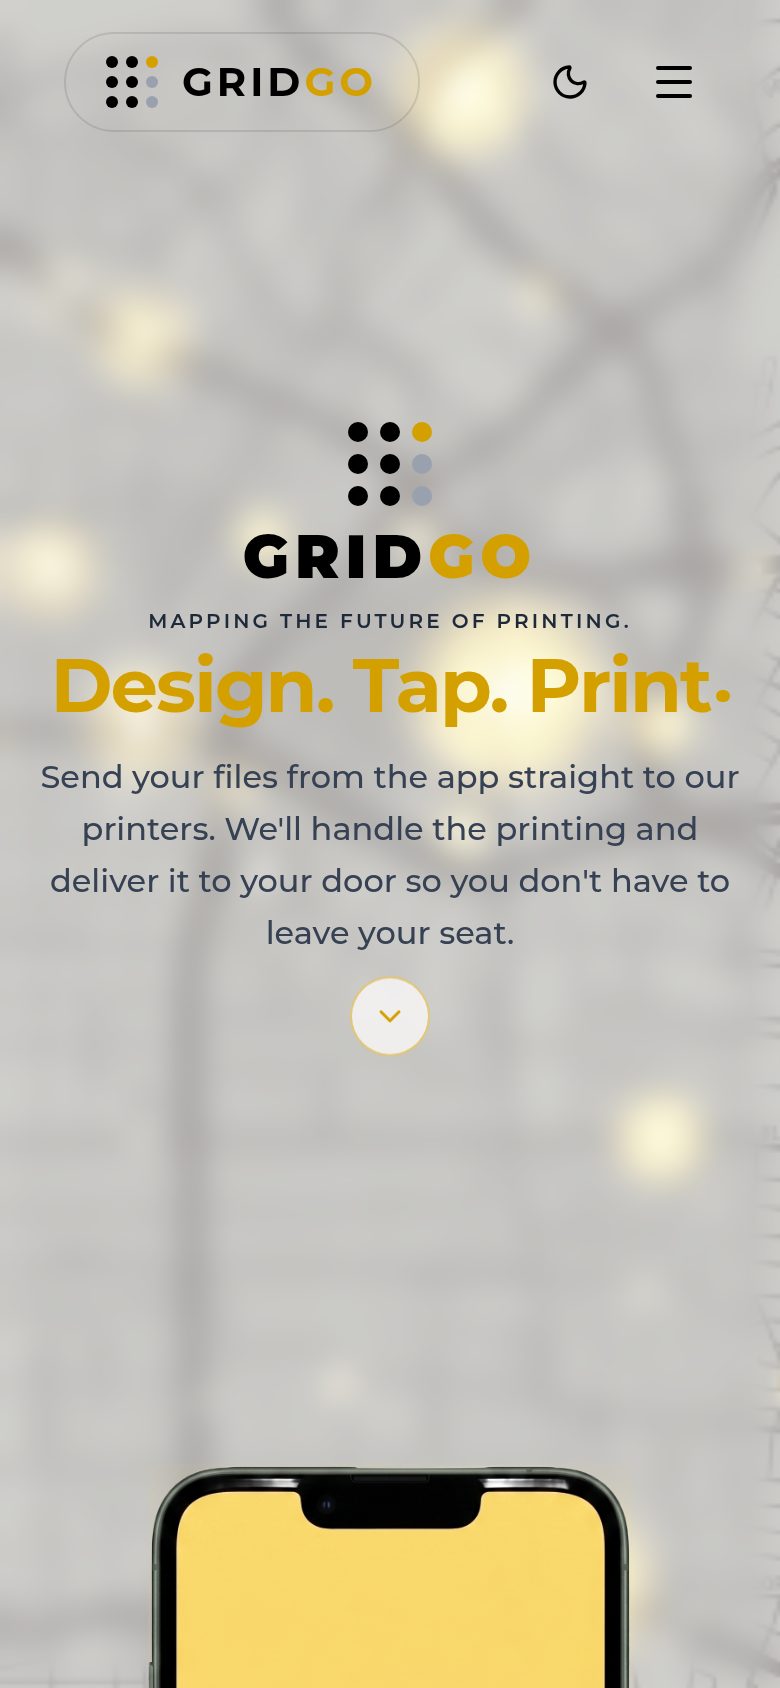 GRIDGO
GRIDGO
MAPPING THE FUTURE OF PRINTING.
Design. Tap. Print.
Send your files from the app straight to our
printers. We'll handle the printing and
deliver it to your door so you don't have to
leave your seat.